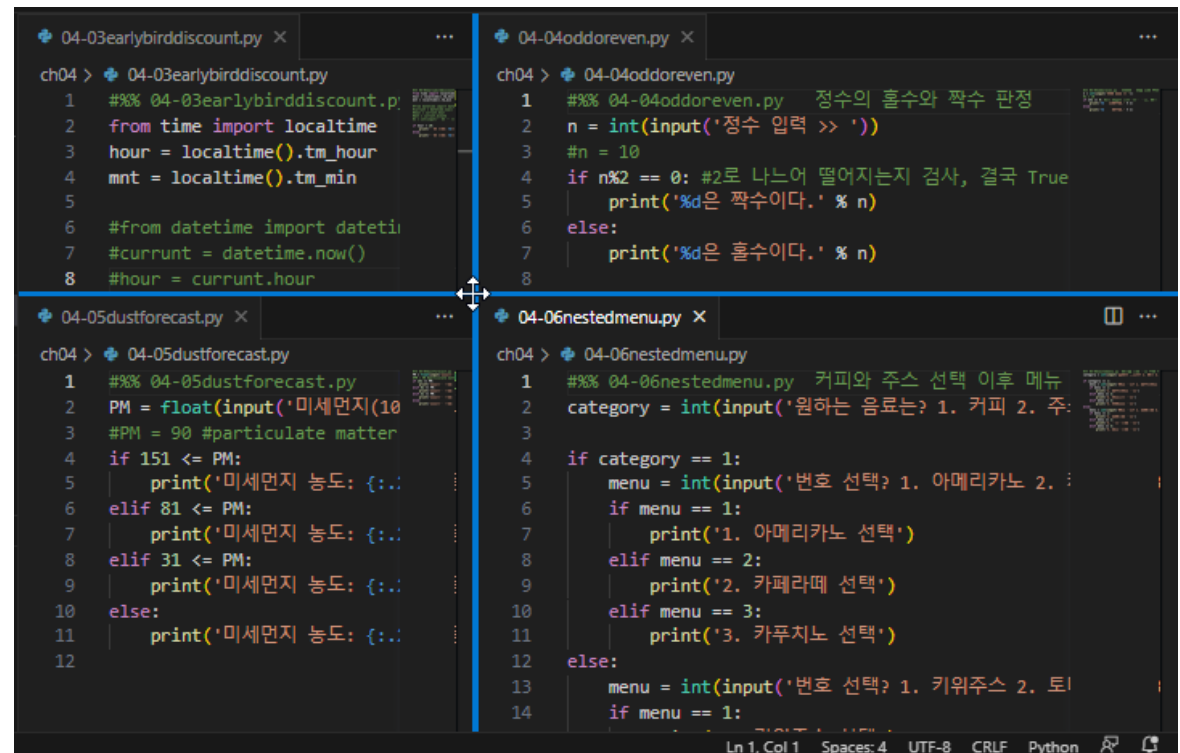 04-03earlybirddiscount.py
ch04 > 04-03earlybirddiscount.py
1 #%% 04-03earlybirddiscount.py
2 from time import localtime
3 hour = localtime().tm_hour
4 mnt = localtime().tm_min
5
6 #from datetime import
7 #currunt = datetime.now()
8 #hour = currunt.hour
04-04oddoreven.py
ch04 > 04-04oddoreven.py
1 #%% 04-04oddoreven.py 정수의 홀수와 짝수 판정
2 n = int(input('정수 입력 >> '))
3 #n = 10
4 if n%2 == 0: #2로 나느어 떨어지는지 검사, 결국 True
5 print('%d은 짝수이다.' % n)
6 else:
7 print('%d은 홀수이다.' % n)
8
04-05dustforecast.py
ch04 > 04-05dustforecast.py
1 #%% 04-05dustforecast.py
2 PM = float(input('미세먼지(10
3 #PM = 90 #particulate matter
4 if 151 <= PM:
5 print('미세먼지 농도: {:.
6 elif 81 <= PM:
7 print('미세먼지 농도: {:.
8 elif 31 <= PM:
9 print('미세먼지 농도: {:.
10 else:
11 print('미세먼지 농도: {:.
12
04-06nestedmenu.py
ch04 > 04-06nestedmenu.py
1 #%% 04-06nestedmenu.py 커피와 주스 선택 이후 메뉴
2 category = int(input('원하는 음료는? 1. 커피 2.
3
4 if category == 1:
5 menu = int(input('번호 선택? 1. 아메리카노 2.
6 if menu == 1:
7 print('1. 아메리카노 선택')
8 elif menu == 2:
9 print('2. 카페라떼 선택')
10 elif menu == 3:
11 print('3. 카푸치노 선택')
12 else:
13 menu = int(input('번호 선택? 1. 키위주스 2.
14 if menu == 1:
Ln 1, Col 1 Spaces: 4 UTF-8 CRLF Python